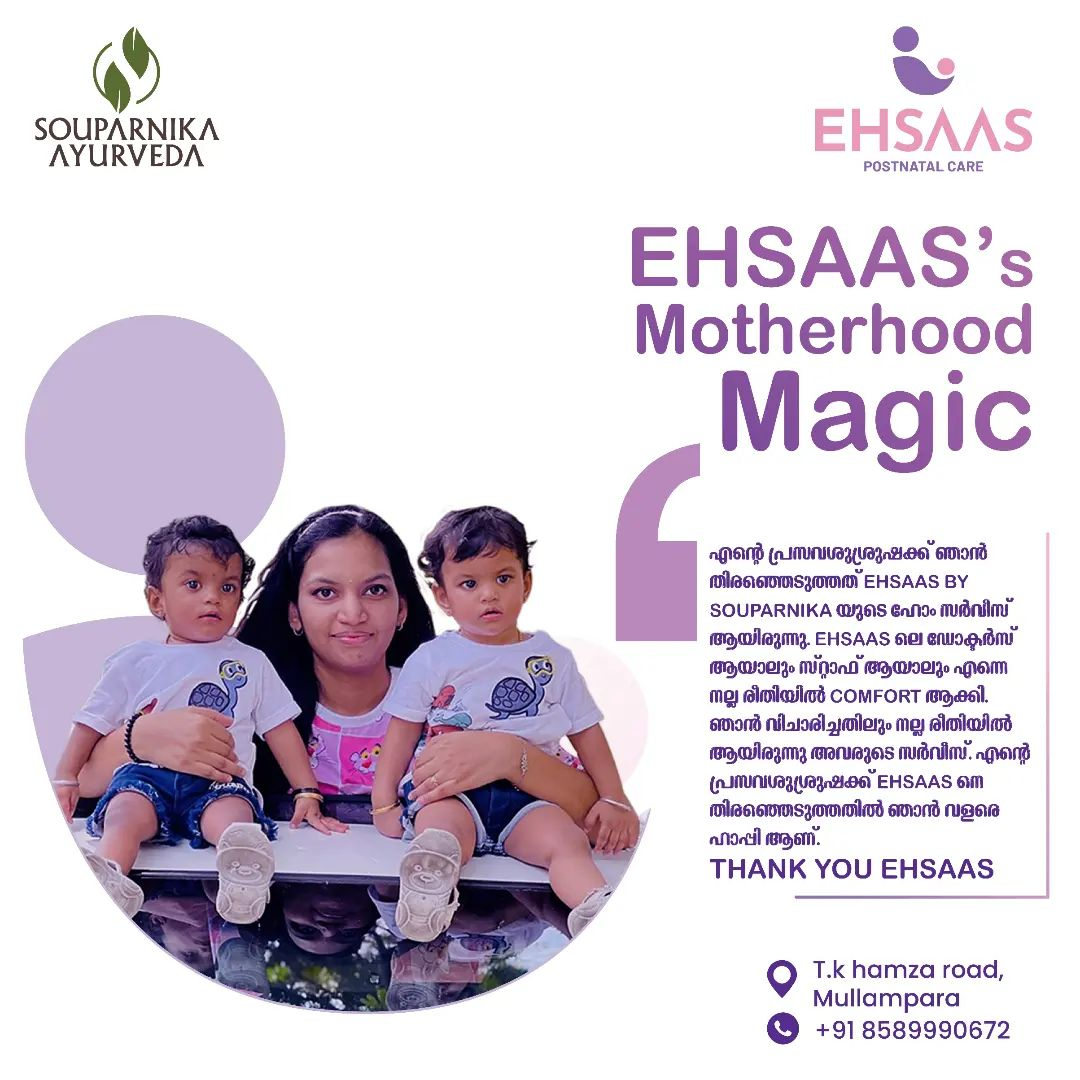 SOUPARNIKA
AYURVEDA
EHSAAS
POSTNATAL CARE
EHSAAS’s
Motherhood
Magic
എന്റെ പ്രസവശുശ്രുഷക്ക് ഞാൻ
തിരഞ്ഞെടുത്തത് EHSAAS BY
SOUPARNIKA യുടെ ഹോം സർവീസ്
ആയിരുന്നു. EHSAAS ലെ ഡോക്ടർസ്
ആയാലും സ്റ്റാഫ് ആയാലും എന്നെ
നല്ല രീതിയിൽ COMFORT ആക്കി.
ഞാൻ വിചാരിച്ചതിലും നല്ല രീതിയിൽ
ആയിരുന്നു അവരുടെ സർവീസ്. എന്റെ
പ്രസവശുശ്രുഷക്ക് EHSAAS നെ
തിരഞ്ഞെടുത്തതിൽ ഞാൻ വളരെ
ഹാപ്പി ആണ്.
THANK YOU EHSAAS
T.k hamza road,
Mullampara
+91 8589990672